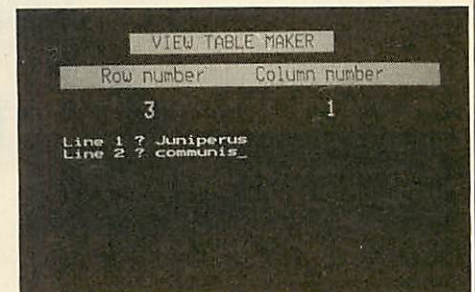 VIEW TABLE MAKER
Row number Column number
3 1
Line 1 ? Juniperus
Line 2 ? communis_